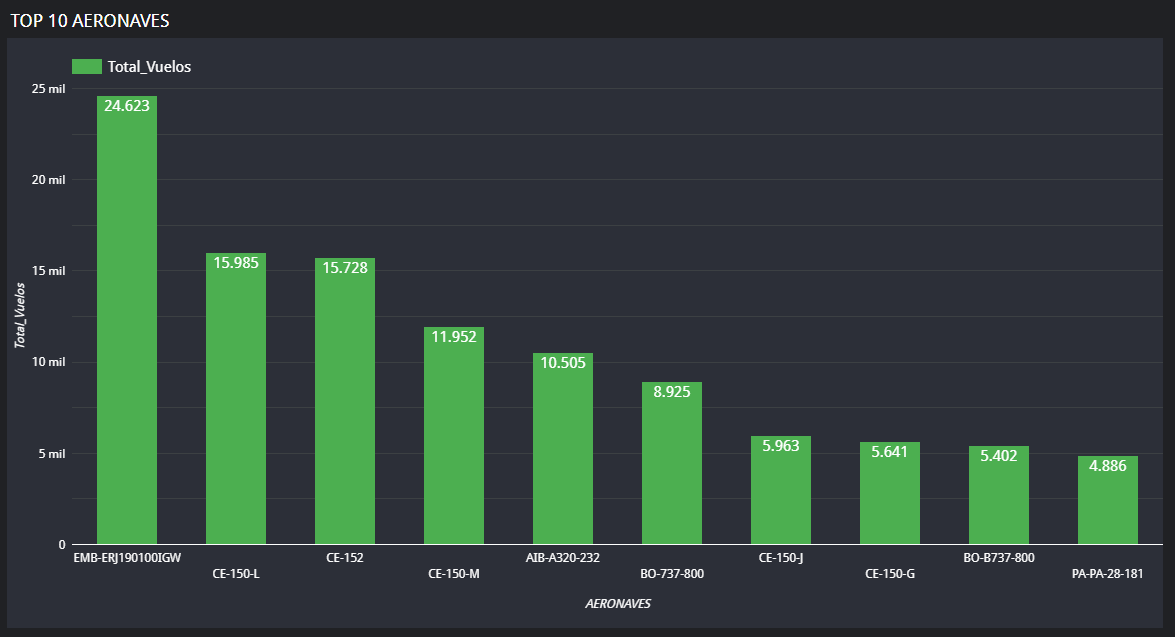 TOP 10 AERONAVES
Total_Vuelos
25 mil
20 mil
15 mil
10 mil
5 mil
0
Total_Vuelos
24.623
15.985
15.728
11.952
10.505
8.925
5.963
5.641
5.402
4.886
EMB-ERJ190100IGW
CE-150-L
CE-152
CE-150-M
AIB-A320-232
BO-737-800
CE-150-J
CE-150-G
BO-B737-800
PA-PA-28-181
AERONAVES